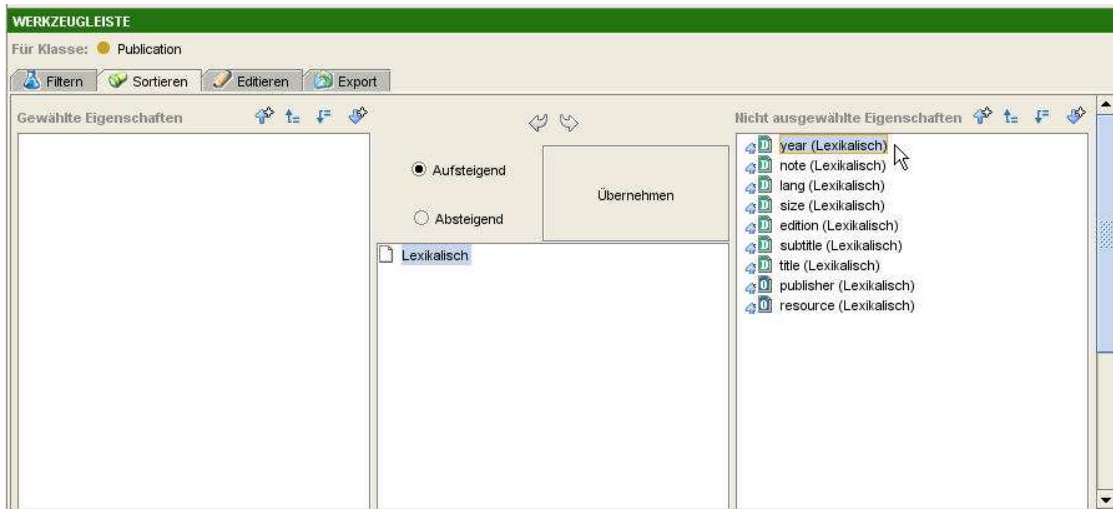 WERKZEUGLEISTE
Für Klasse: Publication
Filtern Sortieren Editieren Export
Gewählte Eigenschaften
Nicht ausgewählte Eigenschaften
Aufsteigend
Absteigend
Übernehmen
Lexikalisch
year (Lexikalisch)
note (Lexikalisch)
lang (Lexikalisch)
size (Lexikalisch)
edition (Lexikalisch)
subtitle (Lexikalisch)
title (Lexikalisch)
publisher (Lexikalisch)
resource (Lexikalisch)